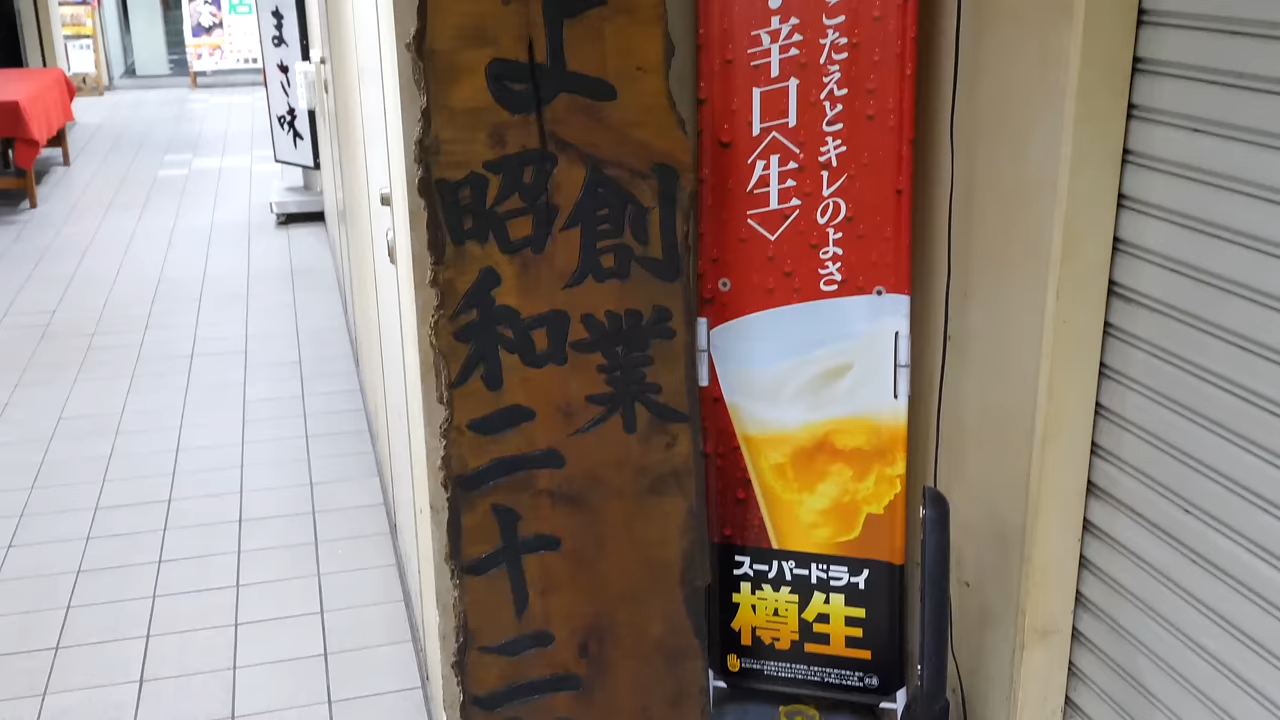 まさ味
よ
創業
昭和二十二
こたえとキレのよさ
辛口〈生〉
スーパードライ
樽生